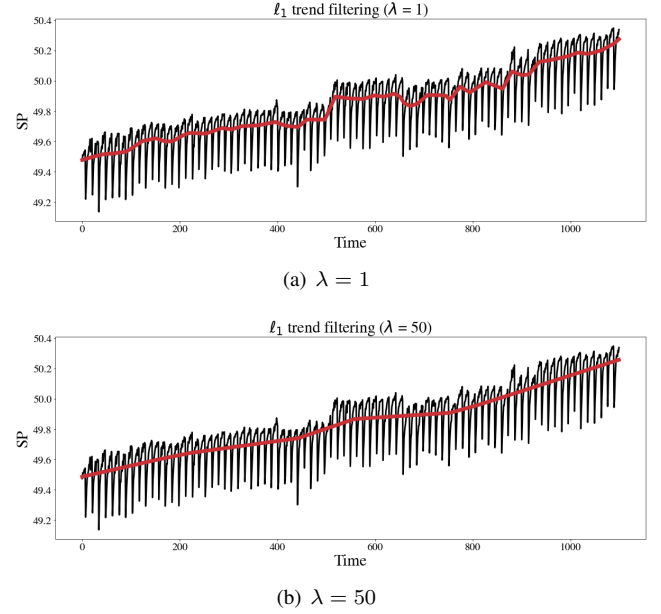 ℓ₁ trend filtering (λ = 1)
50.4
50.2
50.0
49.8
49.6
49.4
49.2
SP
0 200 400 600 800 1000
Time
(a) λ = 1
ℓ₁ trend filtering (λ = 50)
50.4
50.2
50.0
49.8
49.6
49.4
49.2
SP
0 200 400 600 800 1000
Time
(b) λ = 50